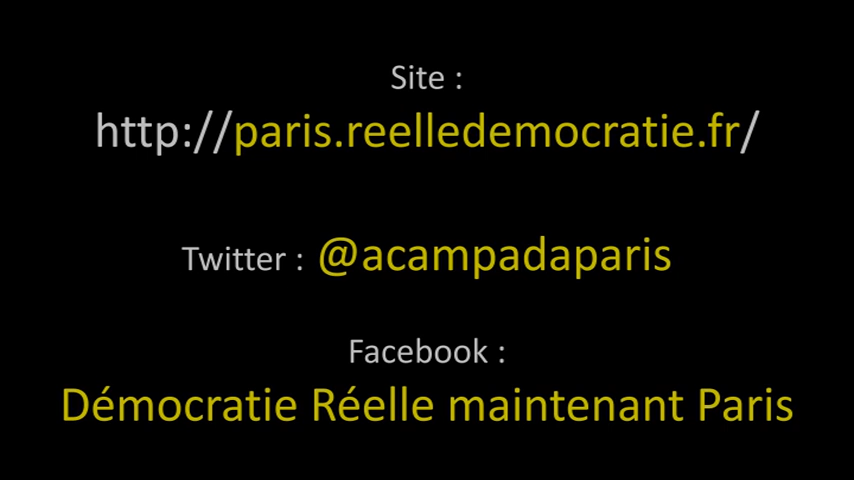 Site :
http://paris.reelledemocratie.fr/
Twitter : @acampadaparis
Facebook :
Démocratie Réelle maintenant Paris